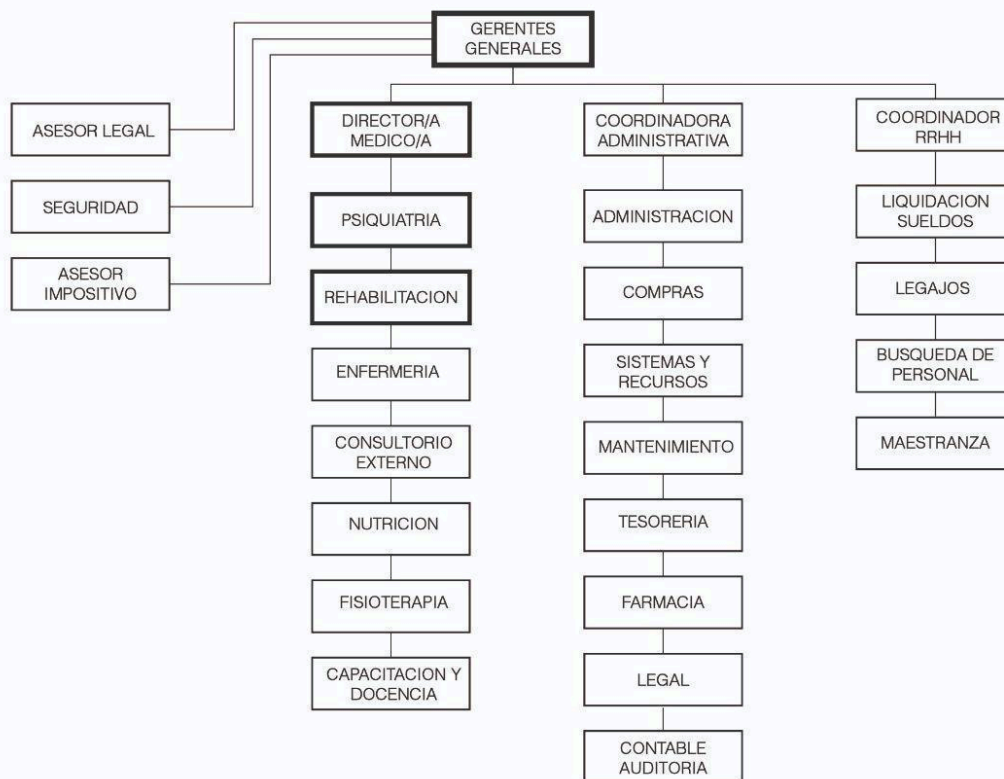 GERENTES
GENERALES
ASESOR LEGAL
SEGURIDAD
ASESOR
IMPOSITIVO
DIRECTOR/A
MEDICO/A
PSIQUIATRIA
REHABILITACION
ENFERMERIA
CONSULTORIO
EXTERNO
NUTRICION
FISIOTERAPIA
CAPACITACION Y
DOCENCIA
COORDINADORA
ADMINISTRATIVA
ADMINISTRACION
COMPRAS
SISTEMAS Y
RECURSOS
MANTENIMIENTO
TESORERIA
FARMACIA
LEGAL
CONTABLE
AUDITORIA
COORDINADOR
RRHH
LIQUIDACION
SUELDOS
LEGAJOS
BUSQUEDA DE
PERSONAL
MAESTRANZA